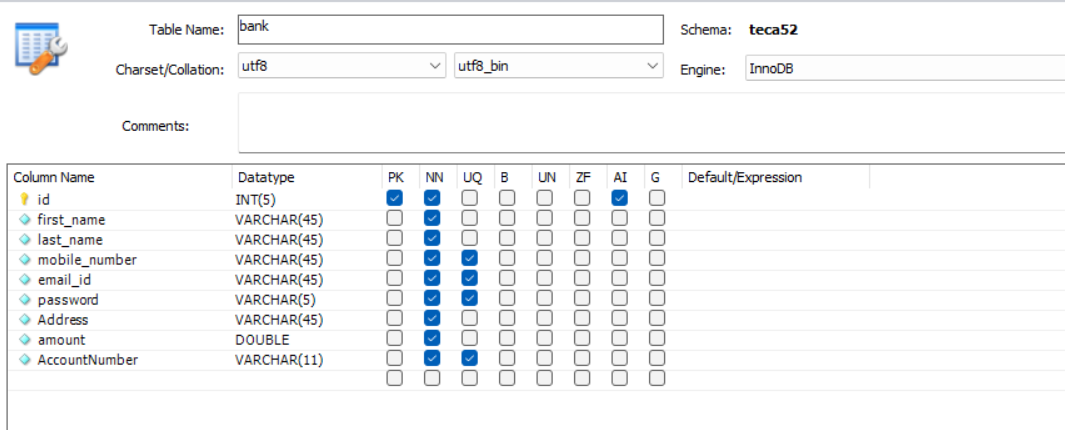 Table Name: bank Schema: teca52
Charset/Collation: utf8 utf8_bin Engine: InnoDB
Comments:
Column Name Datatype PK NN UQ B UN ZF AI G Default/Expression
id INT(5)
first_name VARCHAR(45)
last_name VARCHAR(45)
mobile_number VARCHAR(45)
email_id VARCHAR(45)
password VARCHAR(5)
Address VARCHAR(45)
amount DOUBLE
AccountNumber VARCHAR(11)